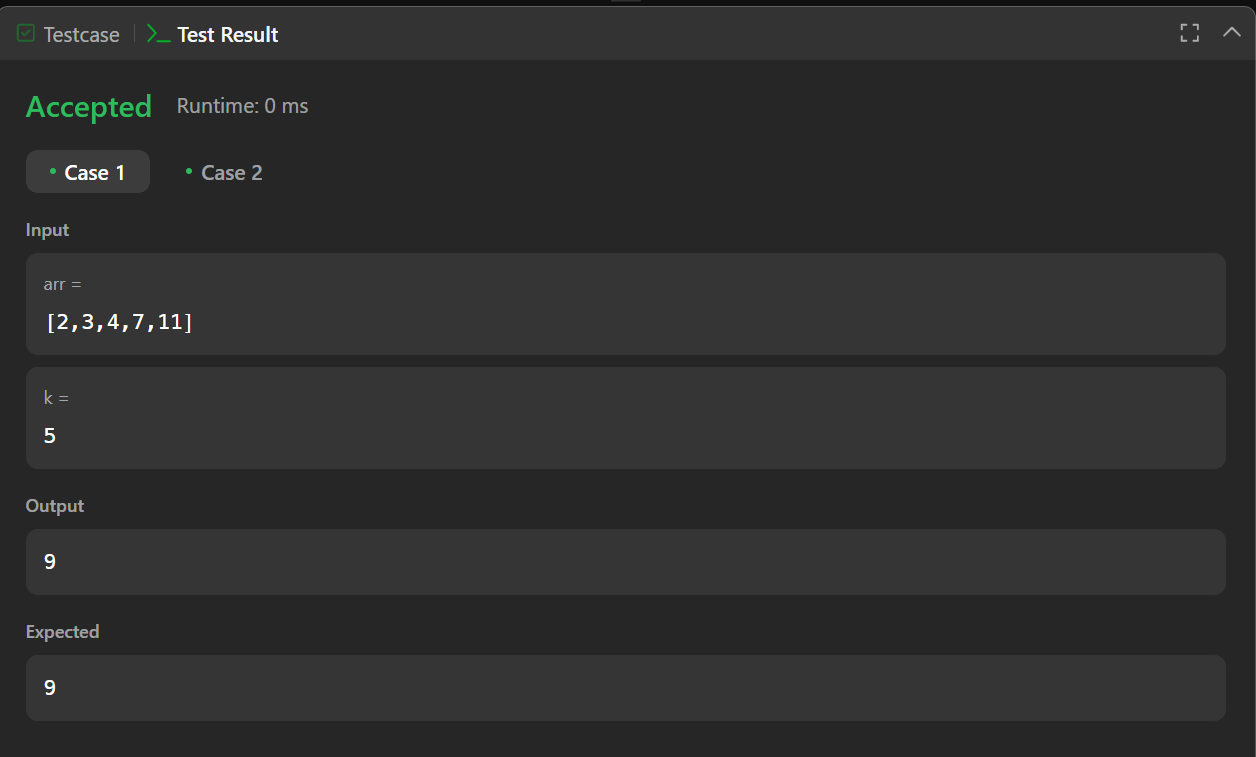 Testcase
Test Result
Accepted
Runtime: 0 ms
Case 1
Case 2
Input
arr =
[2,3,4,7,11]
k =
5
Output
9
Expected
9